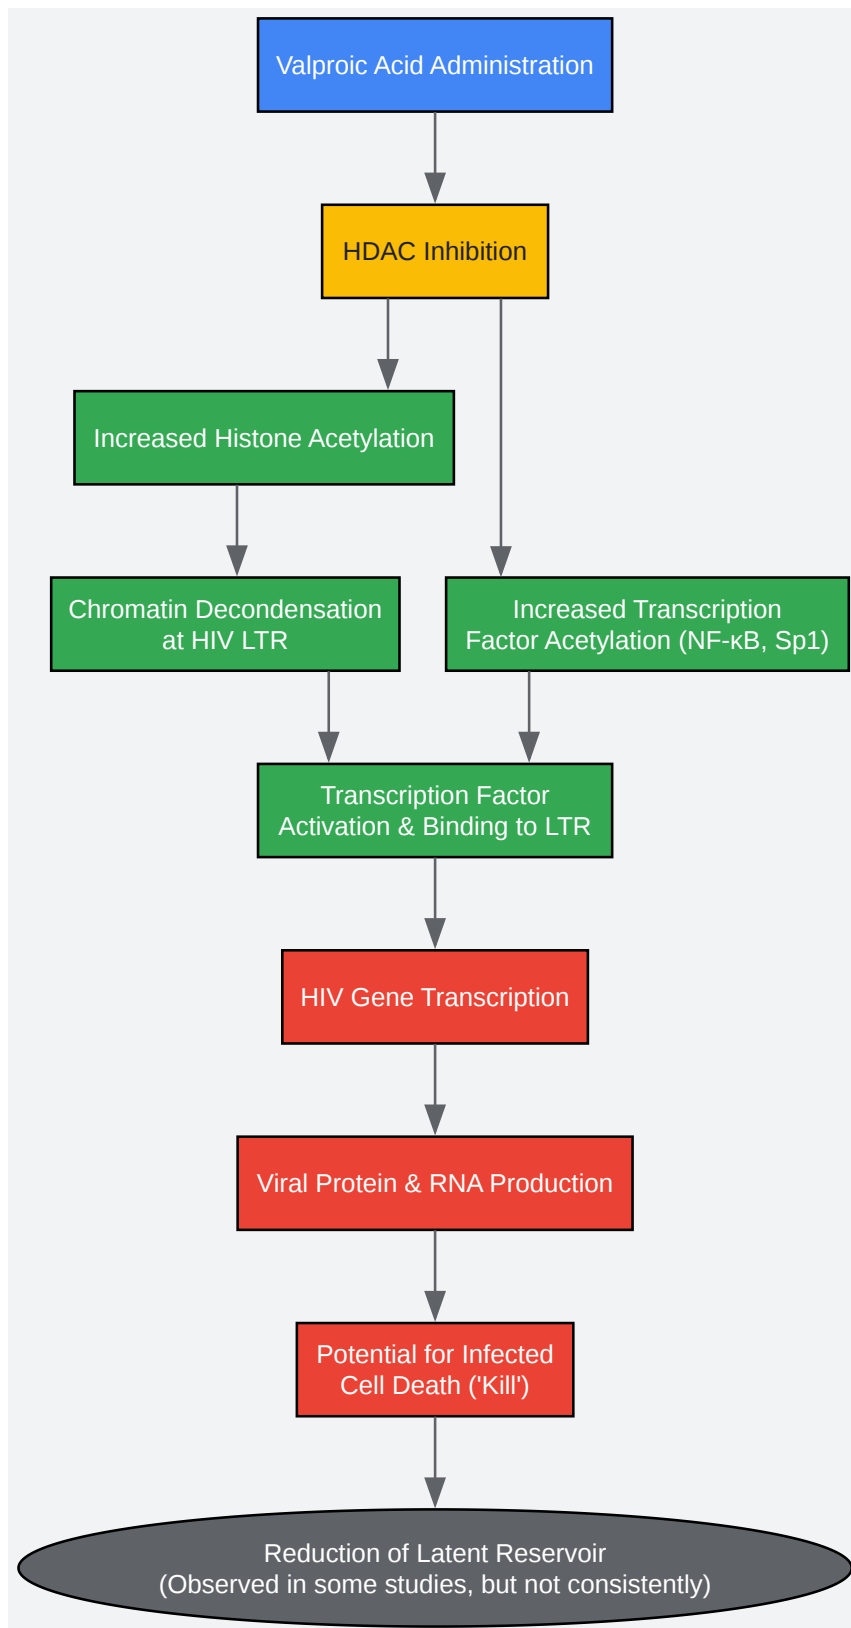 Valproic Acid Administration
HDAC Inhibition
Increased Histone Acetylation
Chromatin Decondensation
at HIV LTR
Increased Transcription
Factor Acetylation (NF-κB, Sp1)
Transcription Factor
Activation & Binding to LTR
HIV Gene Transcription
Viral Protein & RNA Production
Potential for Infected
Cell Death ('Kill')
Reduction of Latent Reservoir
(Observed in some studies, but not consistently)